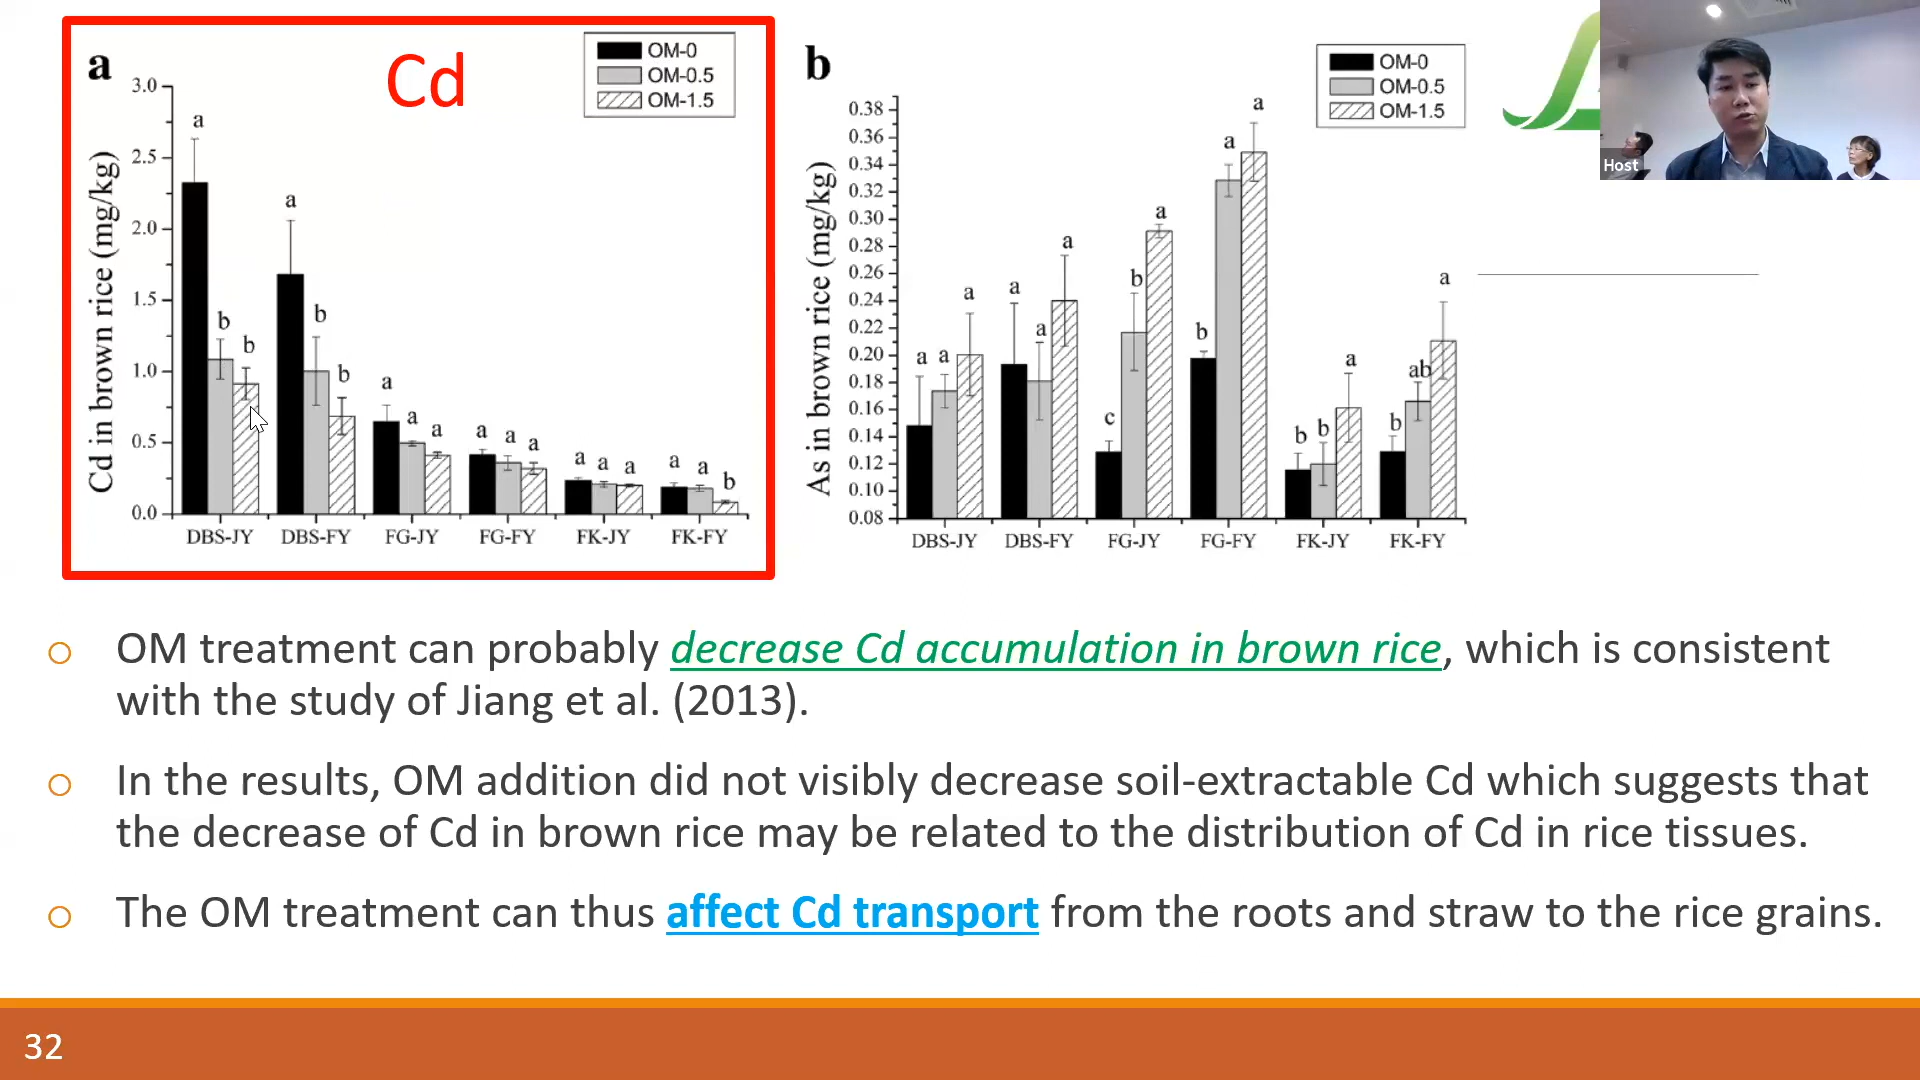 a
Cd
OM-0
OM-0.5
OM-1.5
Cd in brown rice (mg/kg)
3.0
2.5
2.0
1.5
1.0
0.5
0.0
a
b
b
a
b
b
a
a
a
a
a
a
a
a
a
a
a
b
DBS-JY DBS-FY FG-JY FG-FY FK-JY FK-FY
b
OM-0
OM-0.5
OM-1.5
As in brown rice (mg/kg)
0.38
0.36
0.34
0.32
0.30
0.28
0.26
0.24
0.22
0.20
0.18
0.16
0.14
0.12
0.10
0.08
a
a
a
a
a
a
c
b
a
b
a
a
b
b
a
b
ab
a
DBS-JY DBS-FY FG-JY FG-FY FK-JY FK-FY
Host
OM treatment can probably decrease Cd accumulation in brown rice, which is consistent
with the study of Jiang et al. (2013).
In the results, OM addition did not visibly decrease soil-extractable Cd which suggests that
the decrease of Cd in brown rice may be related to the distribution of Cd in rice tissues.
The OM treatment can thus affect Cd transport from the roots and straw to the rice grains.
32